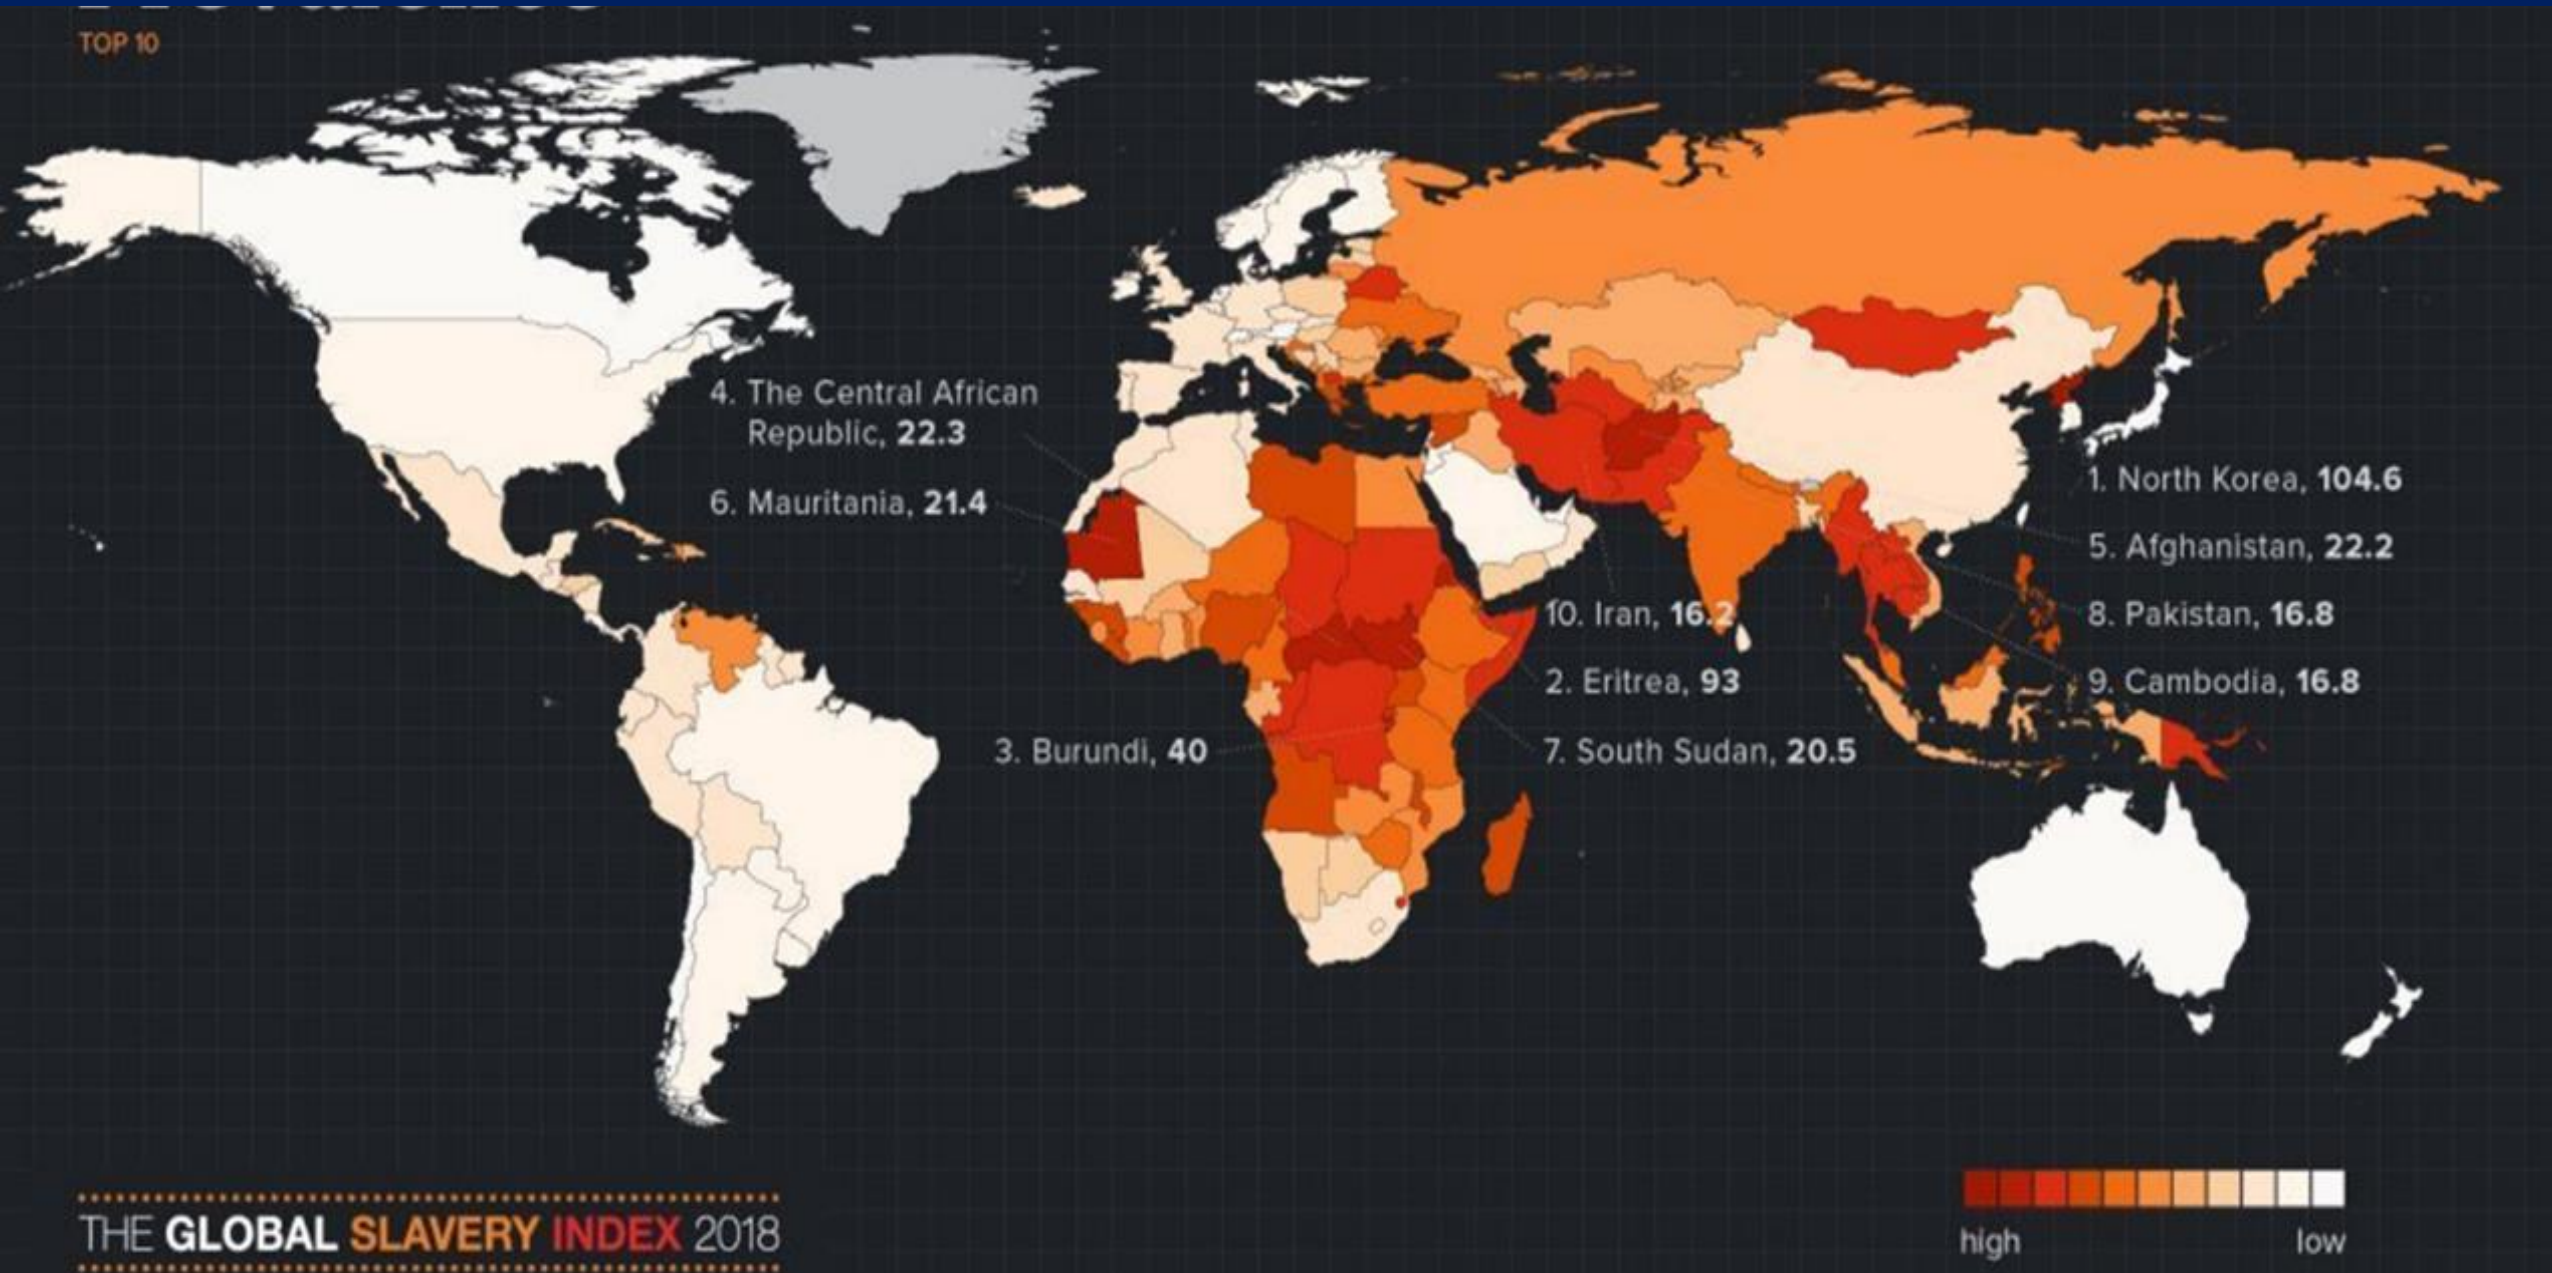 TOP 10
4. The Central African
Republic, 22.3
6. Mauritania, 21.4
1. North Korea, 104.6
5. Afghanistan, 22.2
10. Iran, 16.2
8. Pakistan, 16.8
2. Eritrea, 93
9. Cambodia, 16.8
3. Burundi, 40
7. South Sudan, 20.5
THE GLOBAL SLAVERY INDEX 2018
high
low